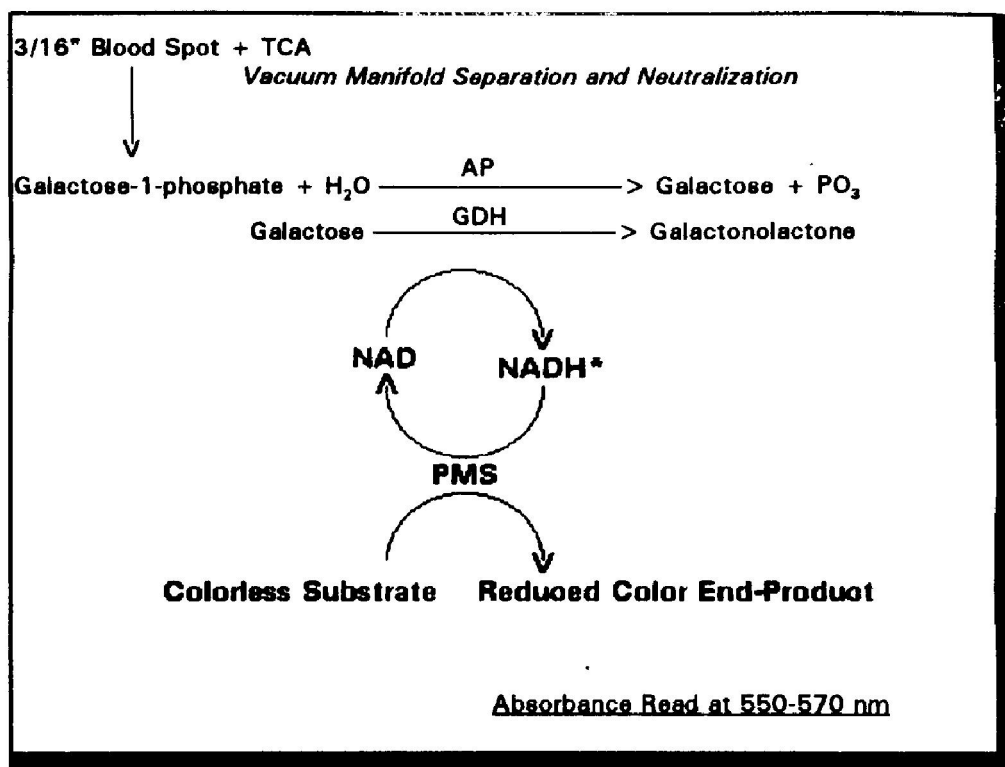 3/16" Blood Spot + TCA
Vacuum Manifold Separation and Neutralization
Galactose-1-phosphate + H₂O AP > Galactose + PO₃
Galactose GDH > Galactonolactone
NAD NADH*
PMS
Colorless Substrate Reduced Color End-Product
Absorbance Read at 550-570 nm